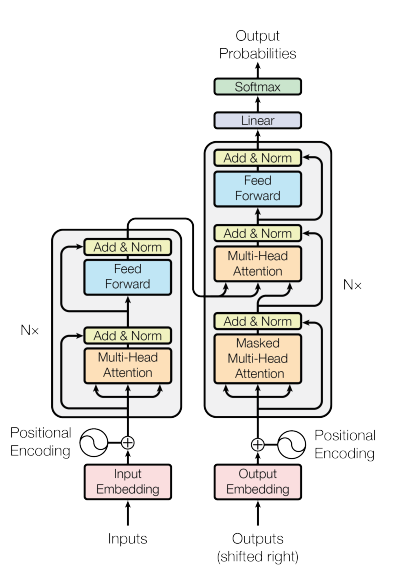 Output
Probabilities
Softmax
Linear
Add & Norm
Feed
Forward
Add & Norm
Multi-Head
Attention
Add & Norm
Masked
Multi-Head
Attention
N×
Add & Norm
Feed
Forward
Add & Norm
Multi-Head
Attention
N×
Positional
Encoding
Positional
Encoding
Input
Embedding
Output
Embedding
Inputs
Outputs
(shifted right)